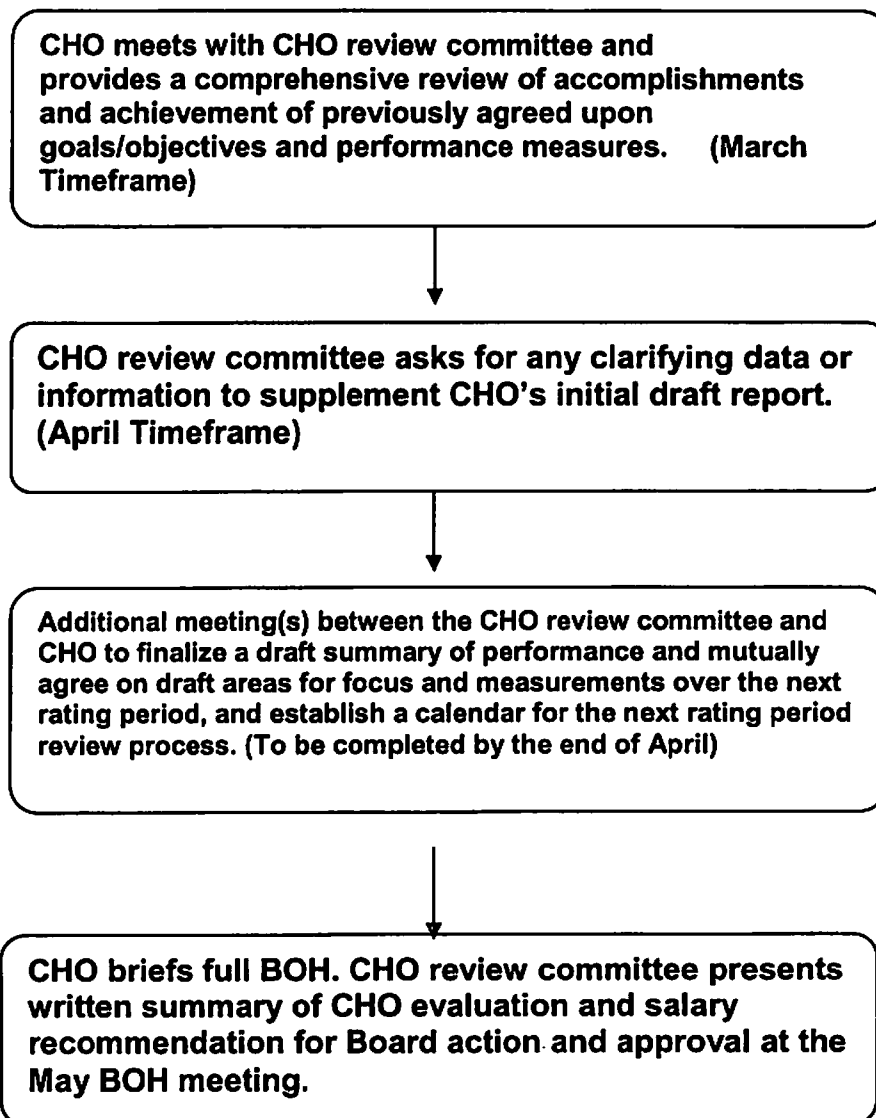 CHO meets with CHO review committee and
provides a comprehensive review of accomplishments
and achievement of previously agreed upon
goals/objectives and performance measures. (March
Timeframe)
CHO review committee asks for any clarifying data or
information to supplement CHO's initial draft report.
(April Timeframe)
Additional meeting(s) between the CHO review committee and
CHO to finalize a draft summary of performance and mutually
agree on draft areas for focus and measurements over the next
rating period, and establish a calendar for the next rating period
review process. (To be completed by the end of April)
CHO briefs full BOH. CHO review committee presents
written summary of CHO evaluation and salary
recommendation for Board action and approval at the
May BOH meeting.